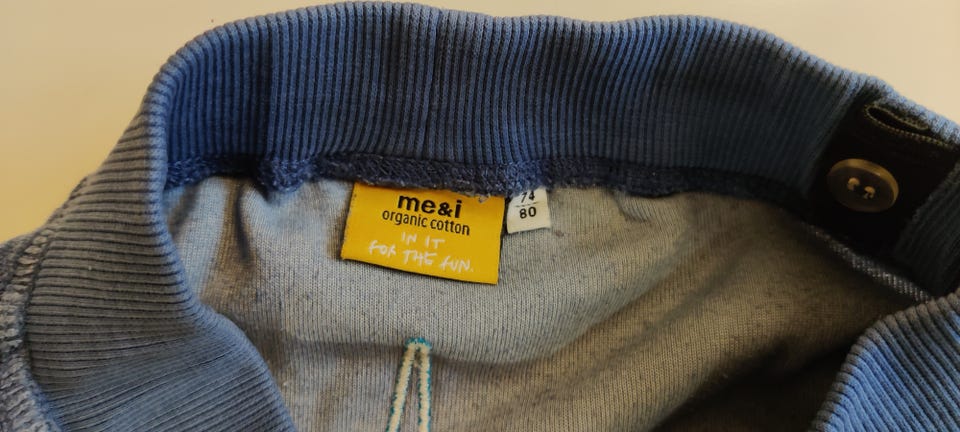 me&i
organic cotton
IN IT
FOR THE FUN.
74
80